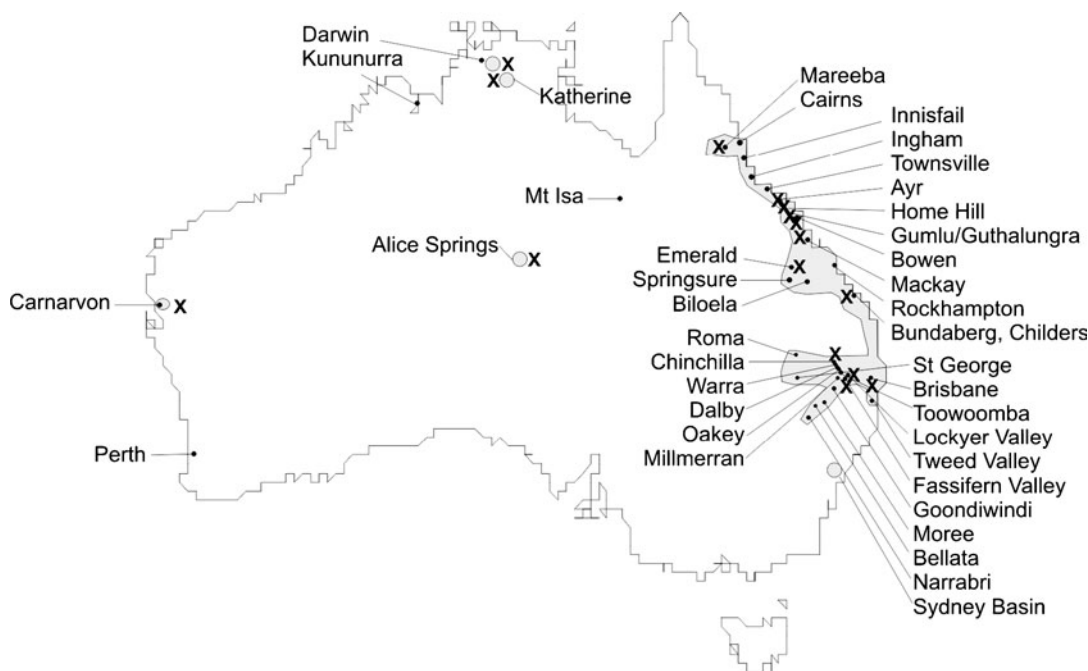 Darwin
Kununurra
X
X
Katherine
Mareeba
Cairns
X
Innisfail
Ingham
Townsville
Ayr
Home Hill
Gumlu/Guthalungra
Bowen
Mackay
Rockhampton
Bundaberg, Childers
Mt Isa
X
X
X
X
X
Alice Springs
X
Emerald
X
Springsure
Biloela
X
Carnarvon
X
Roma
Chinchilla
Warra
Dalby
Oakey
Millmerran
X
X
X
X
St George
Brisbane
Toowoomba
Lockyer Valley
Tweed Valley
Fassifern Valley
Goondiwindi
Moree
Bellata
Narrabri
Sydney Basin
Perth